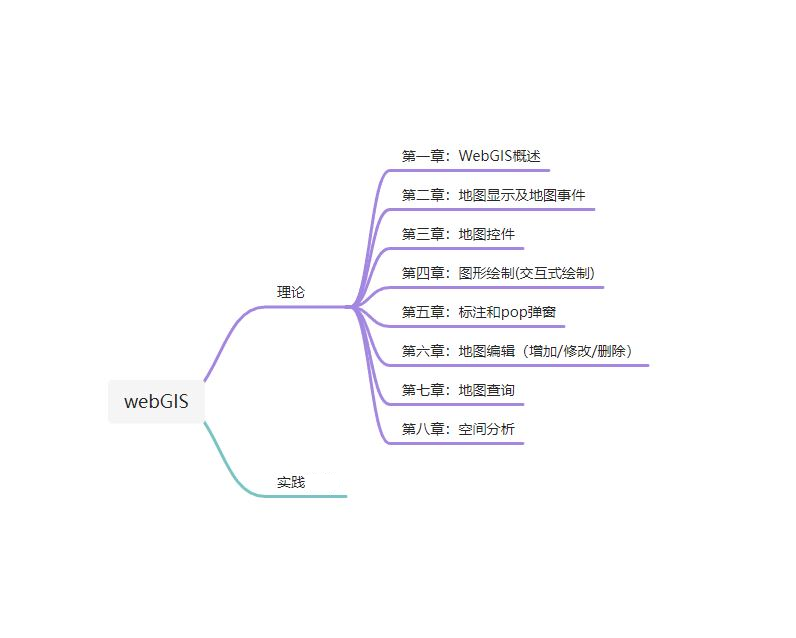 webGIS
理论
第一章：WebGIS概述
第二章：地图显示及地图事件
第三章：地图控件
第四章：图形绘制(交互式绘制)
第五章：标注和pop弹窗
第六章：地图编辑（增加/修改/删除）
第七章：地图查询
第八章：空间分析
实践